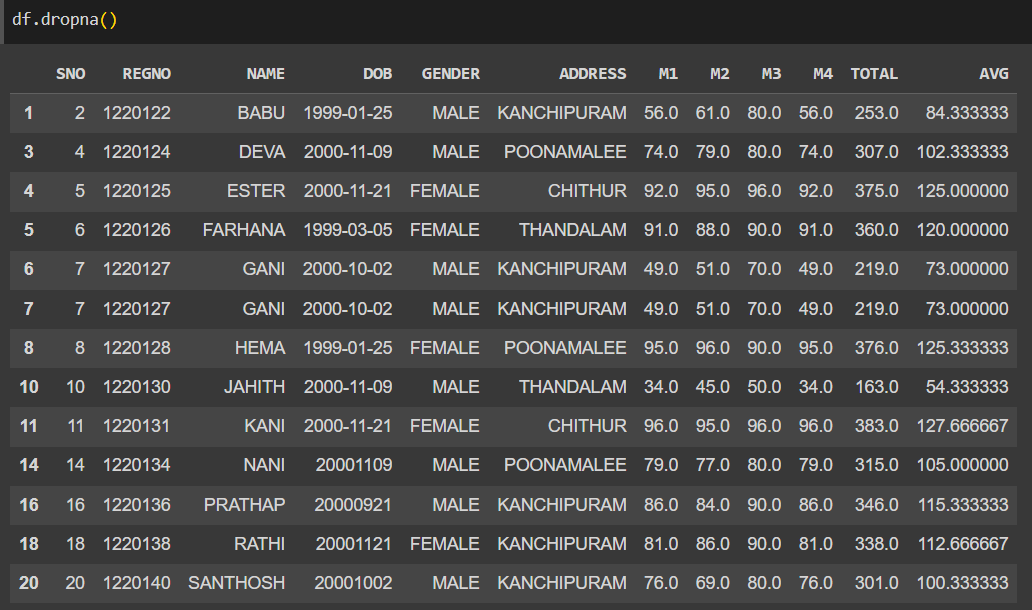 df.dropna()
SNO REGNO NAME DOB GENDER ADDRESS M1 M2 M3 M4 TOTAL AVG
1 2 1220122 BABU 1999-01-25 MALE KANCHIPURAM 56.0 61.0 80.0 56.0 253.0 84.333333
3 4 1220124 DEVA 2000-11-09 MALE POONAMALEE 74.0 79.0 80.0 74.0 307.0 102.333333
4 5 1220125 ESTER 2000-11-21 FEMALE CHITHUR 92.0 95.0 96.0 92.0 375.0 125.000000
5 6 1220126 FARHANA 1999-03-05 FEMALE THANDALAM 91.0 88.0 90.0 91.0 360.0 120.000000
6 7 1220127 GANI 2000-10-02 MALE KANCHIPURAM 49.0 51.0 70.0 49.0 219.0 73.000000
7 7 1220127 GANI 2000-10-02 MALE KANCHIPURAM 49.0 51.0 70.0 49.0 219.0 73.000000
8 8 1220128 HEMA 1999-01-25 FEMALE POONAMALEE 95.0 96.0 90.0 95.0 376.0 125.333333
10 10 1220130 JAHITH 2000-11-09 MALE THANDALAM 34.0 45.0 50.0 34.0 163.0 54.333333
11 11 1220131 KANI 2000-11-21 FEMALE CHITHUR 96.0 95.0 96.0 96.0 383.0 127.666667
14 14 1220134 NANI 20001109 MALE POONAMALEE 79.0 77.0 80.0 79.0 315.0 105.000000
16 16 1220136 PRATHAP 20000921 MALE KANCHIPURAM 86.0 84.0 90.0 86.0 346.0 115.333333
18 18 1220138 RATHI 20001121 FEMALE KANCHIPURAM 81.0 86.0 90.0 81.0 338.0 112.666667
20 20 1220140 SANTHOSH 20001002 MALE KANCHIPURAM 76.0 69.0 80.0 76.0 301.0 100.333333